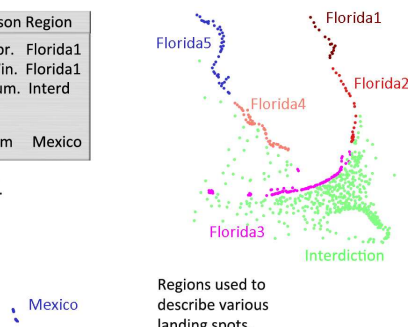 son Region
pr. Florida1
in. Florida1
um. Interd
m Mexico
Florida1
Florida5
Florida2
Florida4
Florida3
Interdiction
Mexico
Regions used to
describe various
landing spots